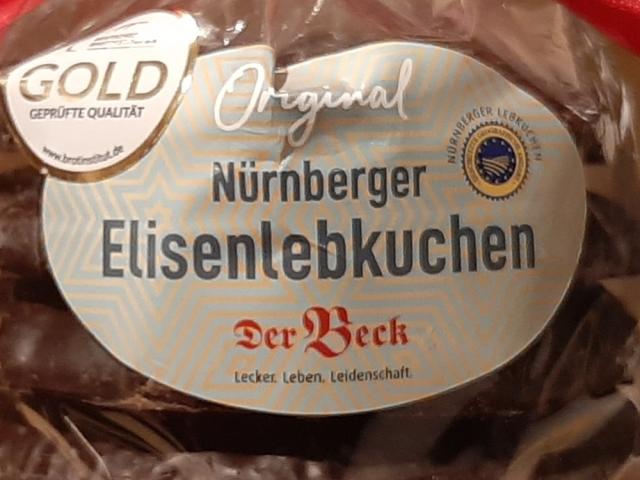 GOLD
GEPRÜFTE QUALITÄT
www.brotinstitut.de
Original
NÜRNBERGER LEBKUCHEN
Nürnberger
Elisenlebkuchen
Der Beck
Lecker. Leben. Leidenschaft.